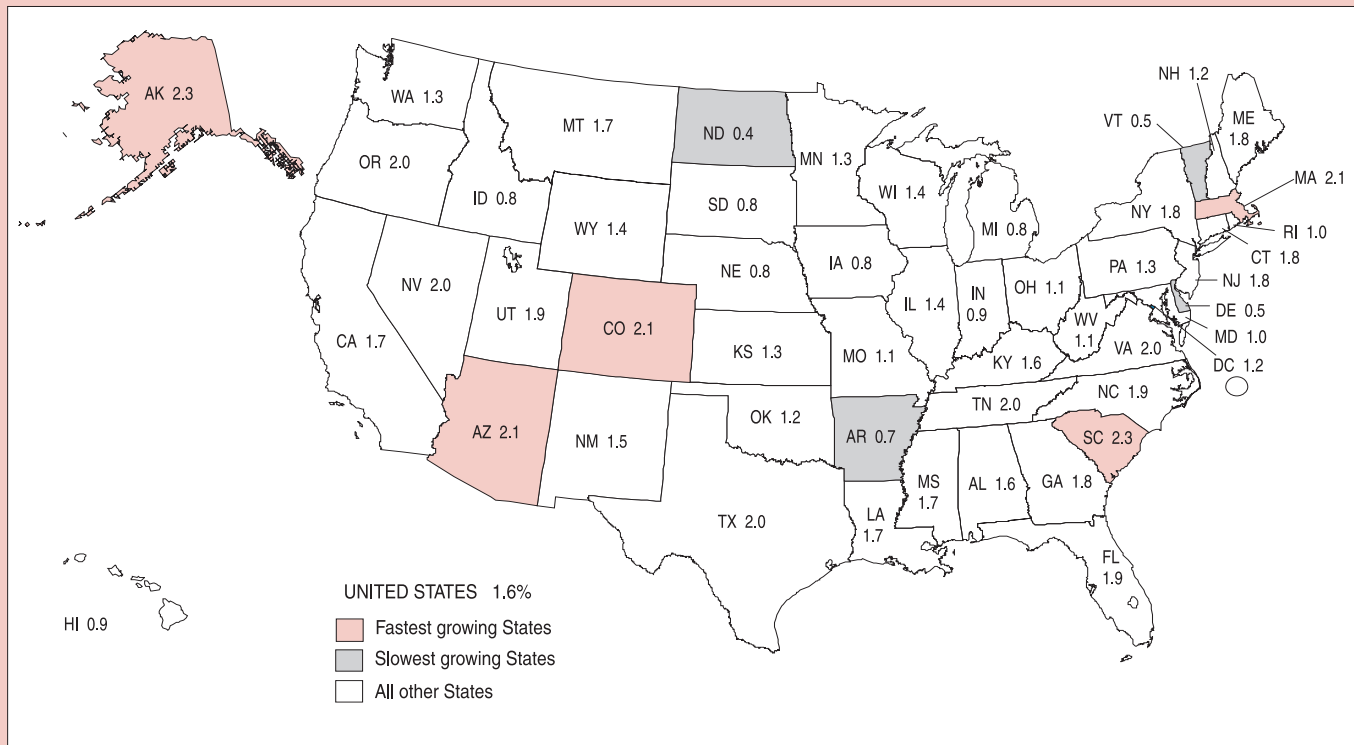 AK 2.3
WA 1.3
MT 1.7
ND 0.4
MN 1.3
NH 1.2
VT 0.5
ME
1.8
OR 2.0
ID 0.8
WY 1.4
SD 0.8
WI 1.4
MI 0.8
NY 1.8
MA 2.1
RI 1.0
CT 1.8
NJ 1.8
DE 0.5
MD 1.0
DC 1.2
NV 2.0
UT 1.9
CA 1.7
CO 2.1
NE 0.8
IA 0.8
IL 1.4
IN
0.9
OH 1.1
PA 1.3
WV
1.1
VA 2.0
KS 1.3
MO 1.1
KY 1.6
AZ 2.1
NM 1.5
OK 1.2
AR 0.7
TN 2.0
NC 1.9
SC 2.3
TX 2.0
LA
1.7
MS
1.7
AL 1.6
GA 1.8
FL
1.9
HI 0.9
UNITED STATES 1.6%
Fastest growing States
Slowest growing States
All other States